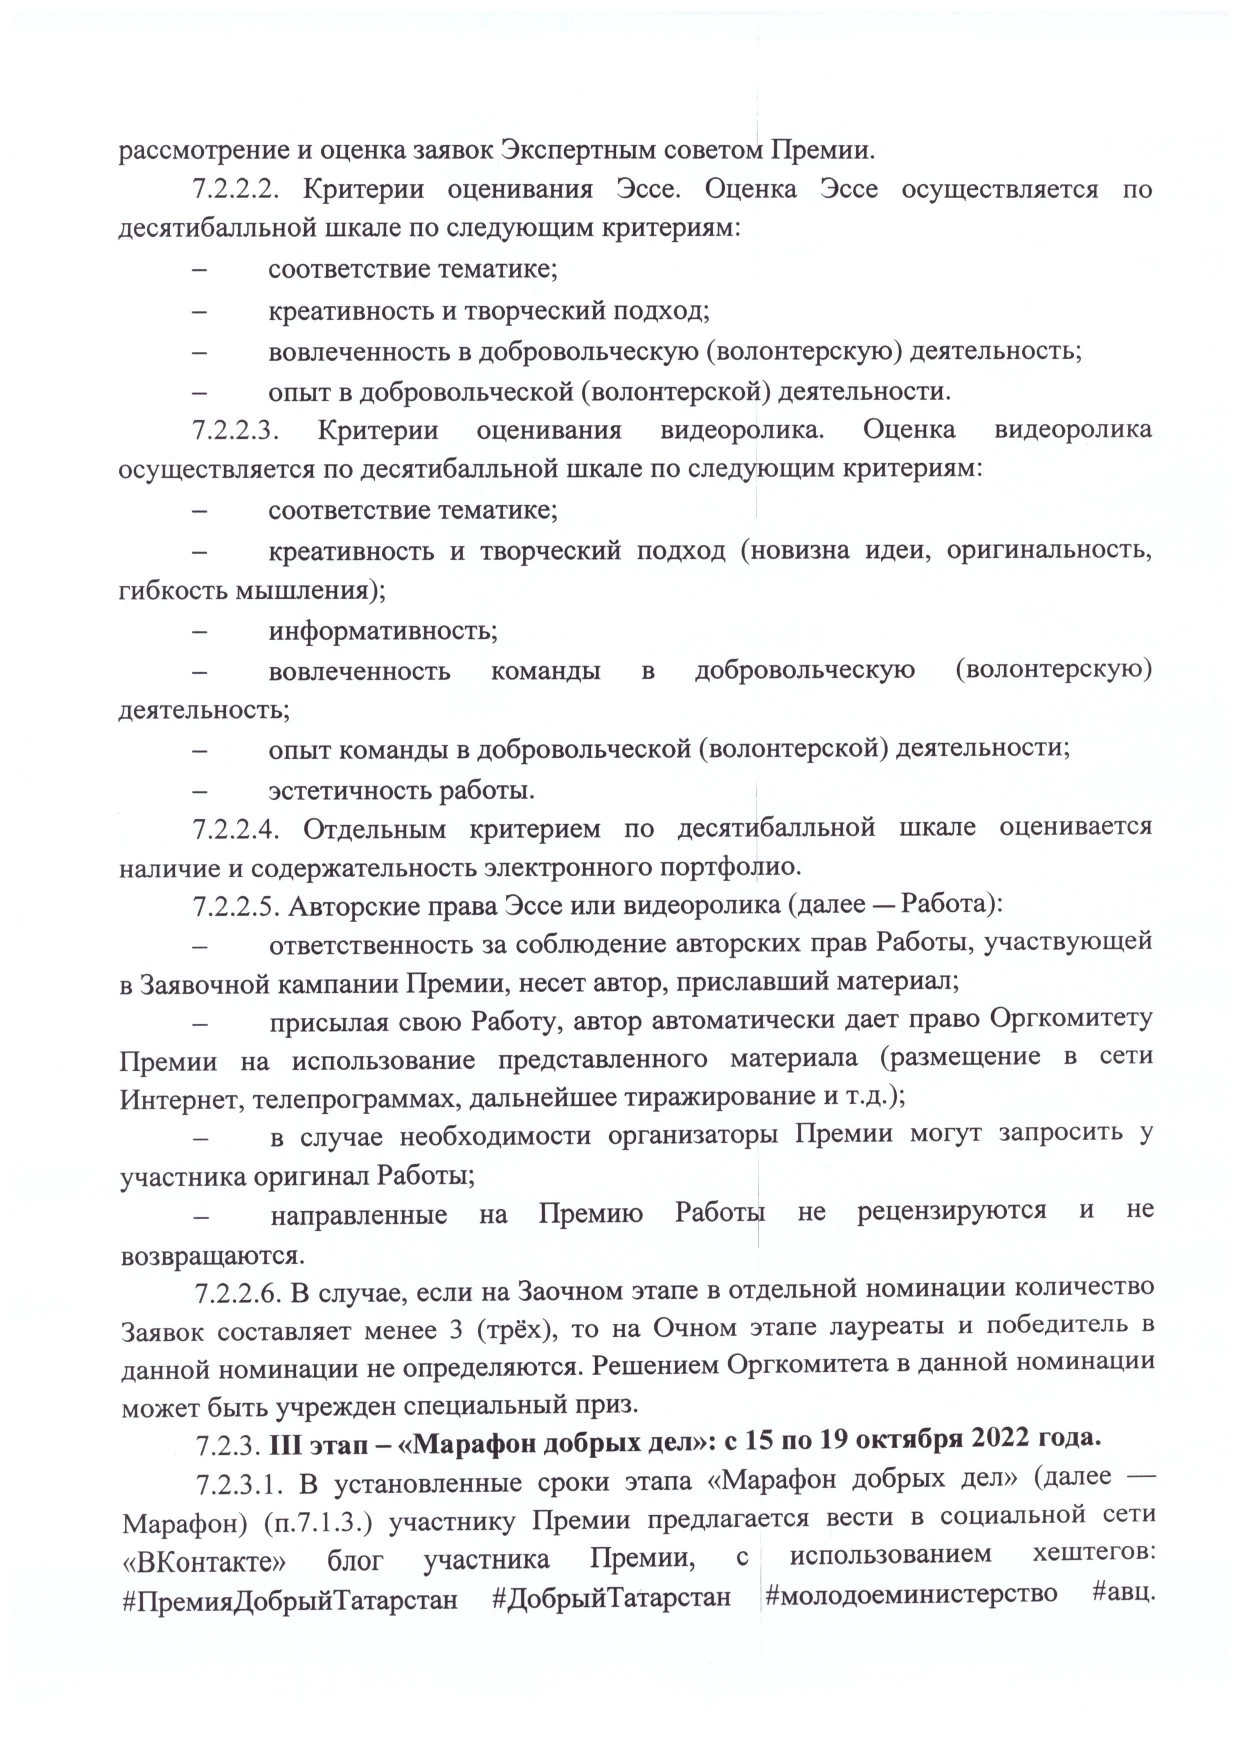 рассмотрение и оценка заявок Экспертным советом Премии.
7.2.2.2. Критерии оценивания Эссе. Оценка Эссе осуществляется по
десятибалльной шкале по следующим критериям:
– соответствие тематике;
– креативность и творческий подход;
– вовлеченность в добровольческую (волонтерскую) деятельность;
– опыт в добровольческой (волонтерской) деятельности.
7.2.2.3. Критерии оценивания видеоролика. Оценка видеоролика
осуществляется по десятибалльной шкале по следующим критериям:
– соответствие тематике;
– креативность и творческий подход (новизна идеи, оригинальность,
гибкость мышления);
– информативность;
– вовлеченность команды в добровольческую (волонтерскую)
деятельность;
– опыт команды в добровольческой (волонтерской) деятельности;
– эстетичность работы.
7.2.2.4. Отдельным критерием по десятибалльной шкале оценивается
наличие и содержательность электронного портфолио.
7.2.2.5. Авторские права Эссе или видеоролика (далее — Работа):
– ответственность за соблюдение авторских прав Работы, участвующей
в Заявочной кампании Премии, несет автор, приславший материал;
– присылая свою Работу, автор автоматически дает право Оргкомитету
Премии на использование представленного материала (размещение в сети
Интернет, телепрограммах, дальнейшее тиражирование и т.д.);
– в случае необходимости организаторы Премии могут запросить у
участника оригинал Работы;
– направленные на Премию Работы не рецензируются и не
возвращаются.
7.2.2.6. В случае, если на Заочном этапе в отдельной номинации количество
Заявок составляет менее 3 (трёх), то на Очном этапе лауреаты и победитель в
данной номинации не определяются. Решением Оргкомитета в данной номинации
может быть учрежден специальный приз.
7.2.3. III этап – «Марафон добрых дел»: с 15 по 19 октября 2022 года.
7.2.3.1. В установленные сроки этапа «Марафон добрых дел» (далее —
Марафон) (п.7.1.3.) участнику Премии предлагается вести в социальной сети
«ВКонтакте» блог участника Премии, с использованием хештегов:
#ПремияДобрыйТатарстан #ДобрыйТатарстан #молодоеминистерство #авц.